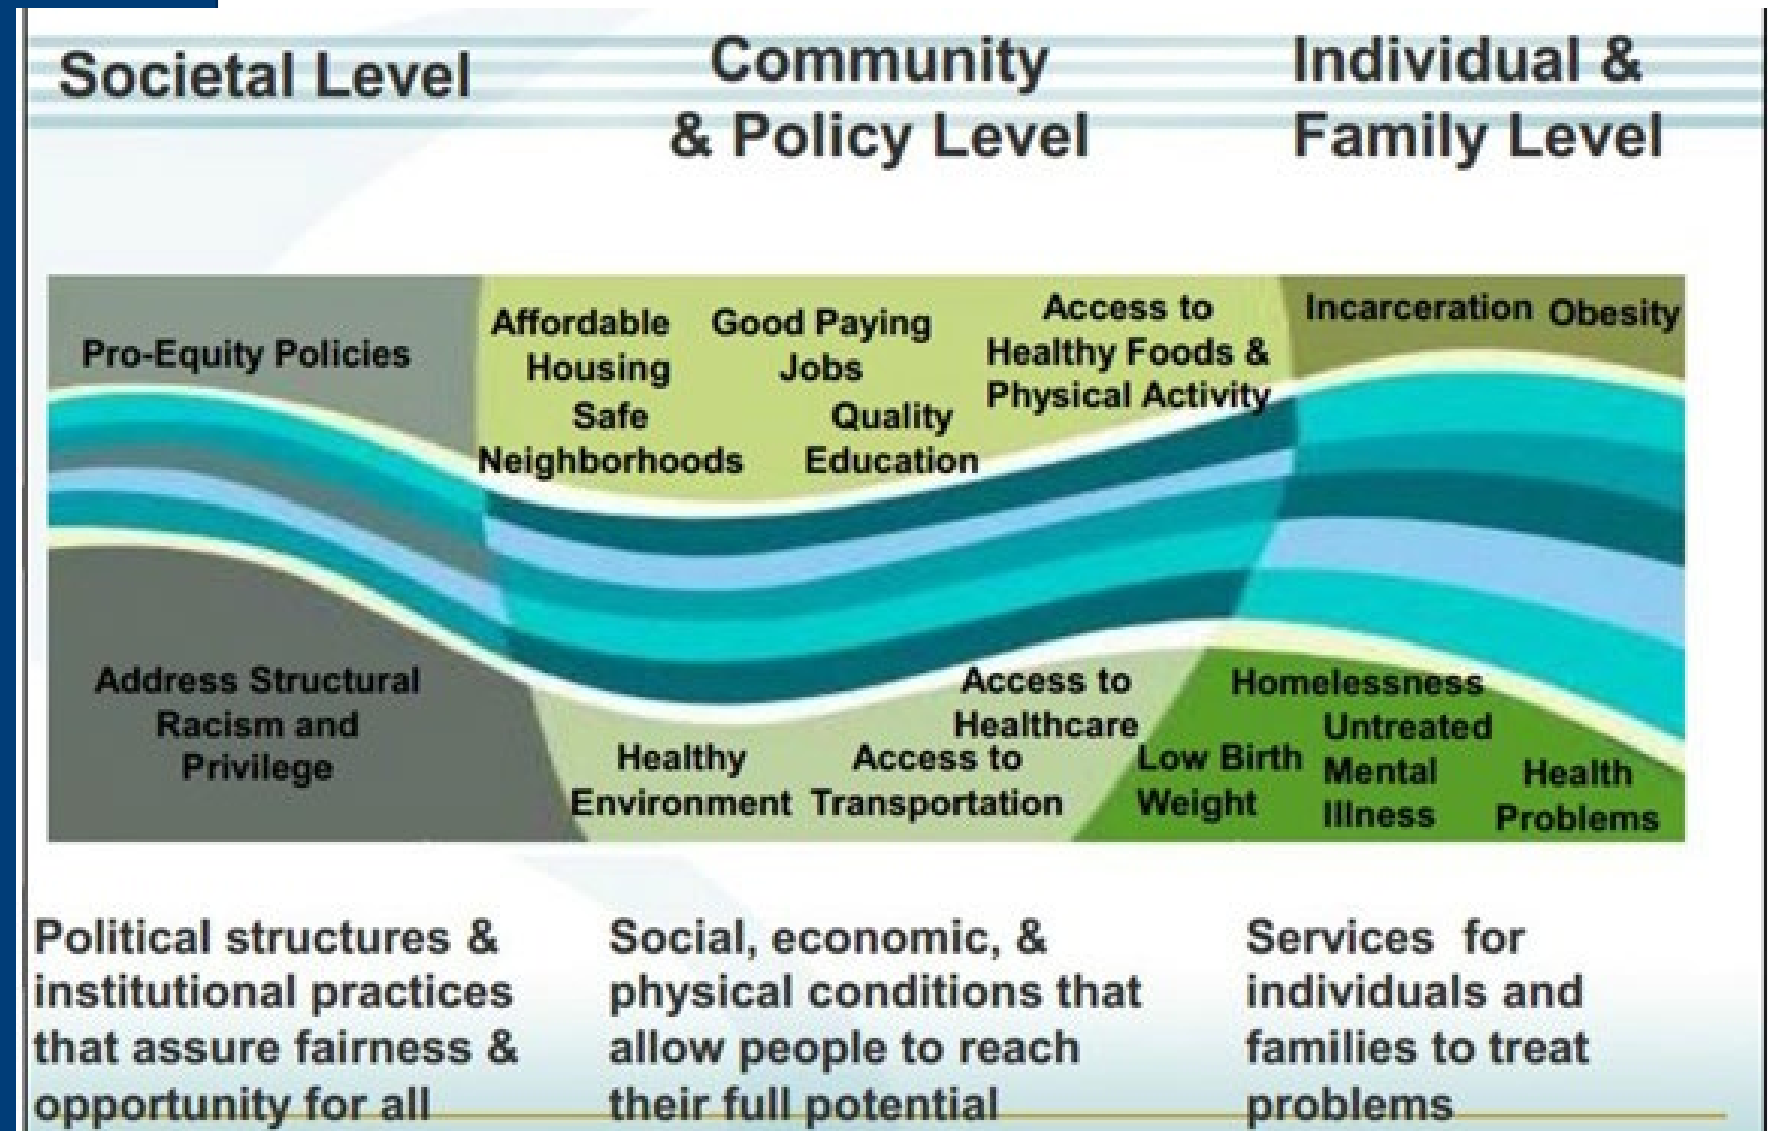 Societal Level
Community
& Policy Level
Individual &
Family Level
Pro-Equity Policies
Address Structural
Racism and
Privilege
Affordable
Housing
Good Paying
Jobs
Safe
Neighborhoods
Quality
Education
Access to
Healthy Foods &
Physical Activity
Healthy
Environment
Access to
Transportation
Access to
Healthcare
Incarceration
Obesity
Homelessness
Low Birth
Weight
Untreated
Mental
Illness
Health
Problems
Political structures &
institutional practices
that assure fairness &
opportunity for all
Social, economic, &
physical conditions that
allow people to reach
their full potential
Services for
individuals and
families to treat
problems